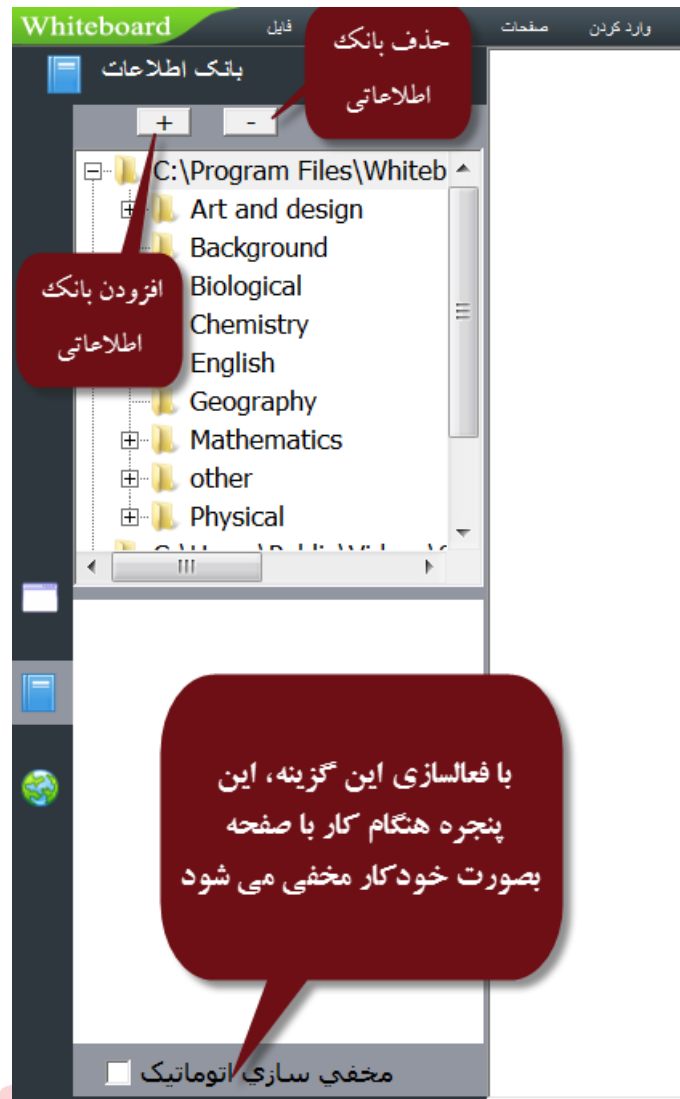 Whiteboard
فایل
صفحات
وارد کردن
حذف بانک
اطلاعاتی
بانک اطلاعات
+
-
C:\Program Files\Whiteb
Art and design
Background
Biological
افزودن بانک
اطلاعاتی
Chemistry
English
Geography
Mathematics
other
Physical
با فعالسازی این گزینه، این
پنجره هنگام کار با صفحه
بصورت خودکار مخفی می شود
مخفي سازي اتوماتیک